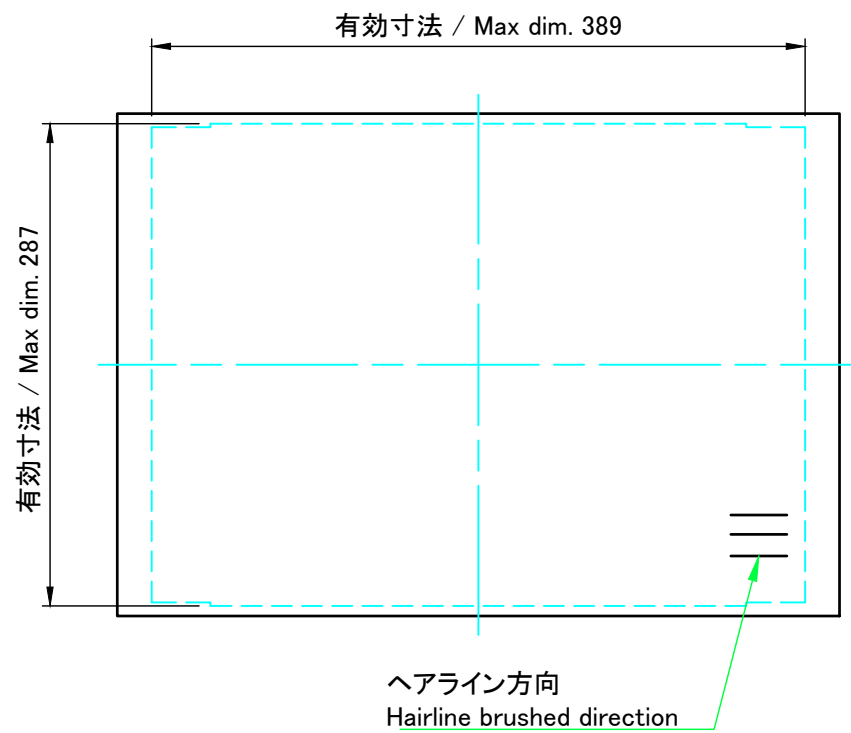 有効寸法 / Max dim. 389
有効寸法 / Max dim. 287
ヘアライン方向
Hairline brushed direction